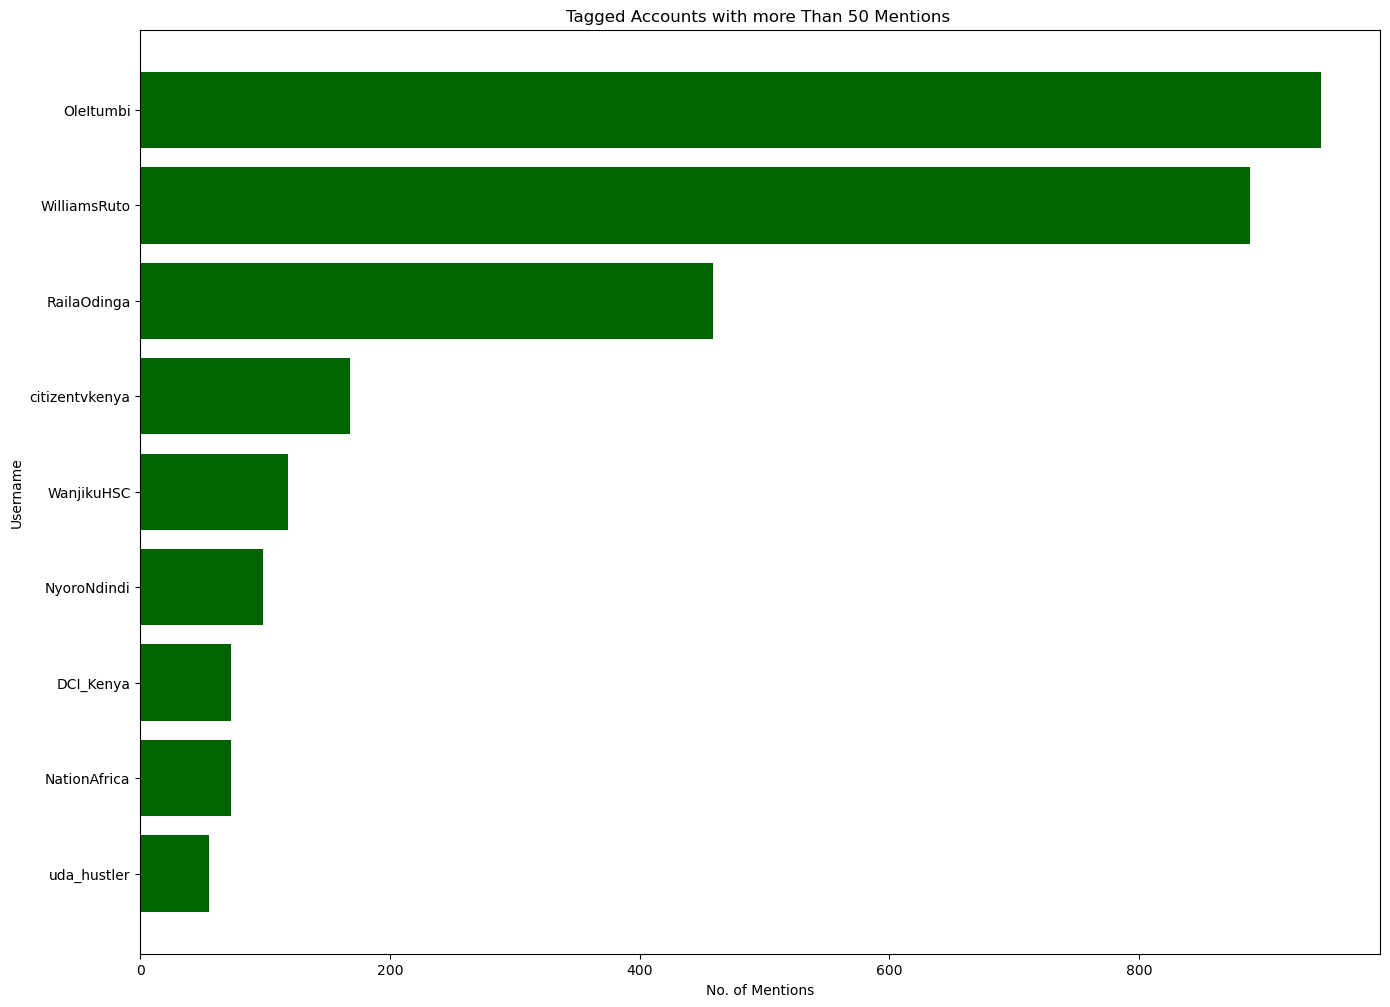 Tagged Accounts with more Than 50 Mentions
OleItumbi
WilliamsRuto
RailaOdinga
citizentvkenya
WanjikuHSC
NyoroNdindi
DCI_Kenya
NationAfrica
uda_hustler
Username
0 200 400 600 800
No. of Mentions